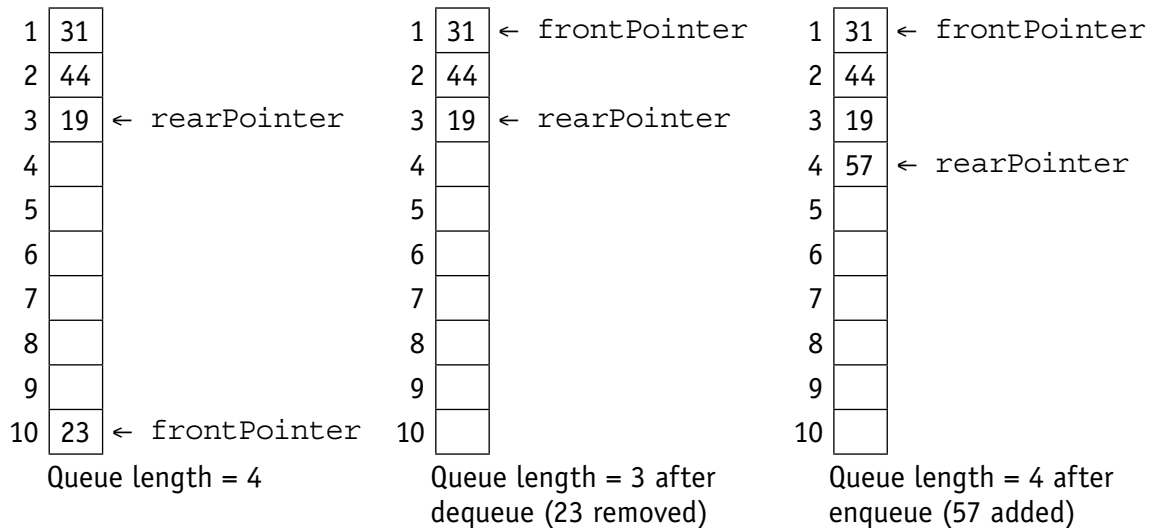 1 31
2 44
3 19 ← rearPointer
4
5
6
7
8
9
10 23 ← frontPointer
Queue length = 4
1 31 ← frontPointer
2 44
3 19 ← rearPointer
4
5
6
7
8
9
10
Queue length = 3 after
dequeue (23 removed)
1 31 ← frontPointer
2 44
3 19
4 57 ← rearPointer
5
6
7
8
9
10
Queue length = 4 after
enqueue (57 added)